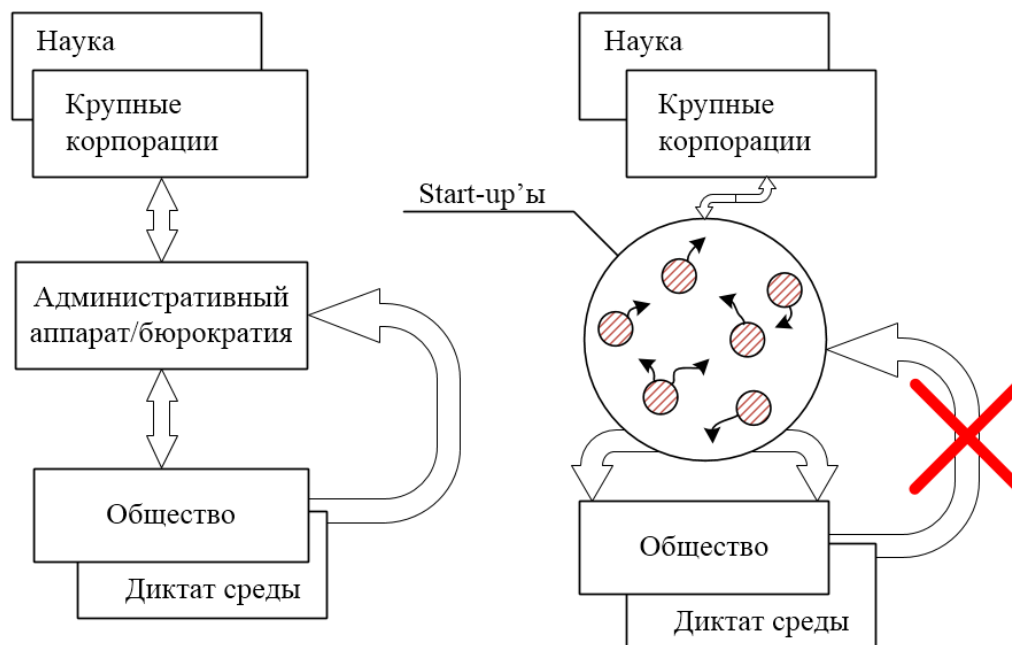 Наука
Крупные
корпорации
Административный
аппарат/бюрократия
Общество
Диктат среды
Наука
Крупные
корпорации
Start-up’ы
Общество
Диктат среды